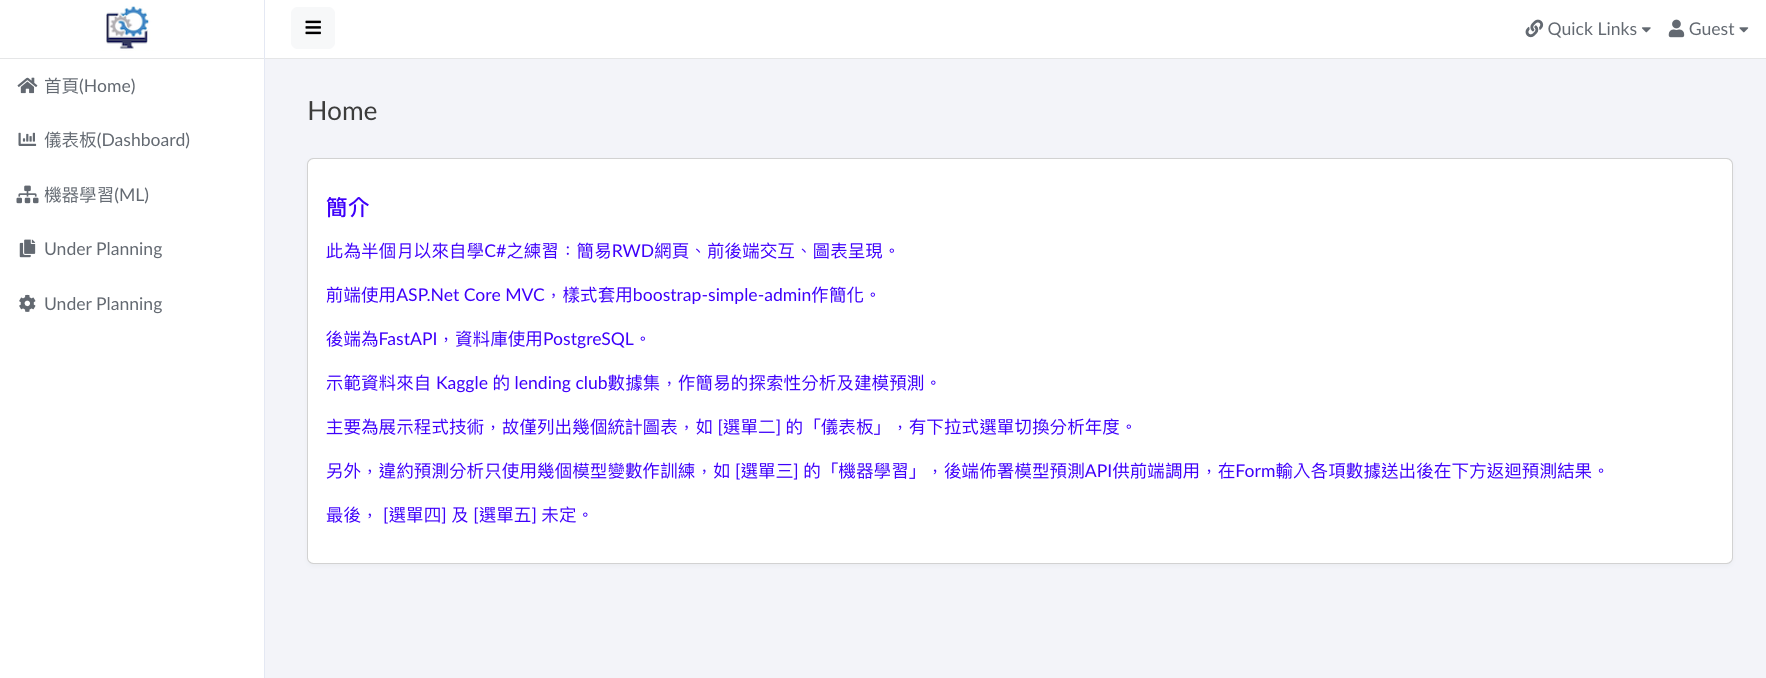 Quick Links
Guest
首頁(Home)
儀表板(Dashboard)
機器學習(ML)
Under Planning
Under Planning
Home
簡介
此為半個月以來自學C#之練習：簡易RWD網頁、前後端交互、圖表呈現。
前端使用ASP.Net Core MVC，樣式套用boostrap-simple-admin作簡化。
後端為FastAPI，資料庫使用PostgreSQL。
示範資料來自 Kaggle 的 lending club數據集，作簡易的探索性分析及建模預測。
主要為展示程式技術，故僅列出幾個統計圖表，如 [選單二] 的「儀表板」，有下拉式選單切換分析年度。
另外，違約預測分析只使用幾個模型變數作訓練，如 [選單三] 的「機器學習」，後端佈署模型預測API供前端調用，在Form輸入各項數據送出後在下方返迴預測結果。
最後， [選單四] 及 [選單五] 未定。